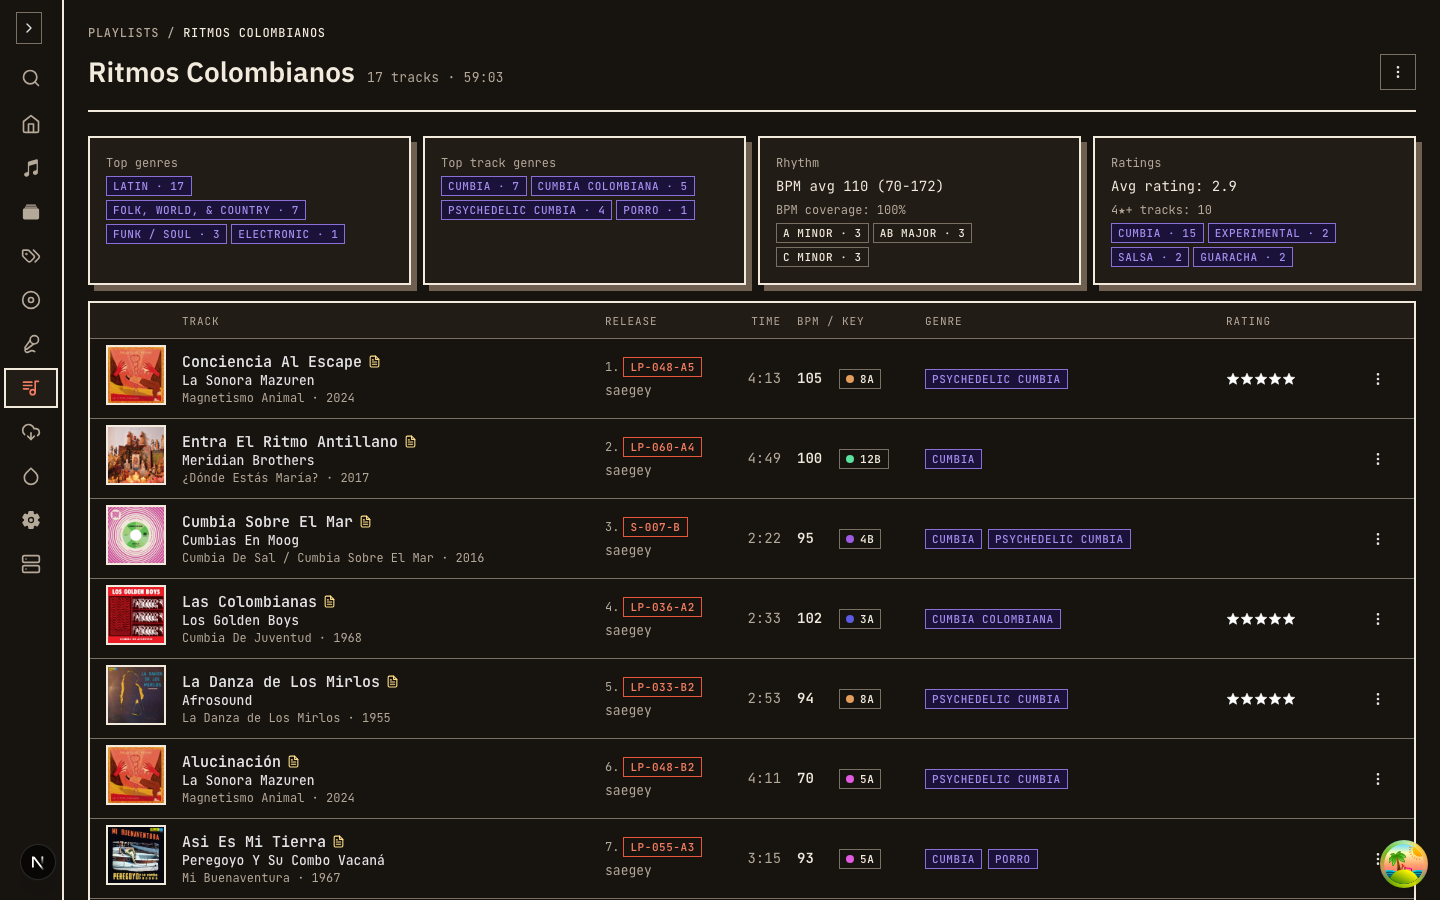 PLAYLISTS / RITMOS COLOMBIANOS
Ritmos Colombianos 17 tracks · 59:03
Top genres
LATIN · 17
FOLK, WORLD, & COUNTRY · 7
FUNK / SOUL · 3 ELECTRONIC · 1
Top track genres
CUMBIA · 7 CUMBIA COLOMBIANA · 5
PSYCHEDELIC CUMBIA · 4 PORRO · 1
Rhythm
BPM avg 110 (70-172)
BPM coverage: 100%
A MINOR · 3 AB MAJOR · 3
C MINOR · 3
Ratings
Avg rating: 2.9
4★+ tracks: 10
CUMBIA · 15 EXPERIMENTAL · 2
SALSA · 2 GUARACHA · 2
TRACK RELEASE TIME BPM / KEY GENRE RATING
Conciencia Al Escape
La Sonora Mazuren
Magnetismo Animal · 2024
1. LP-048-A5
saegey
4:13 105 8A PSYCHEDELIC CUMBIA ★★★★★
Entra El Ritmo Antillano
Meridian Brothers
¿Dónde Estás María? · 2017
2. LP-060-A4
saegey
4:49 100 12B CUMBIA
Cumbia Sobre El Mar
Cumbias En Moog
Cumbia De Sal / Cumbia Sobre El Mar · 2016
3. S-007-B
saegey
2:22 95 4B CUMBIA PSYCHEDELIC CUMBIA
LOS GOLDEN BOYS
Las Colombianas
Los Golden Boys
Cumbia De Juventud · 1968
4. LP-036-A2
saegey
2:33 102 3A CUMBIA COLOMBIANA ★★★★★
La Danza de Los Mirlos
Afrosound
La Danza de Los Mirlos · 1955
5. LP-033-B2
saegey
2:53 94 8A PSYCHEDELIC CUMBIA ★★★★★
Alucinación
La Sonora Mazuren
Magnetismo Animal · 2024
6. LP-048-B2
saegey
4:11 70 5A PSYCHEDELIC CUMBIA
MI BUENAVENTURA
Asi Es Mi Tierra
Peregoyo Y Su Combo Vacaná
Mi Buenaventura · 1967
7. LP-055-A3
saegey
3:15 93 5A CUMBIA PORRO
N